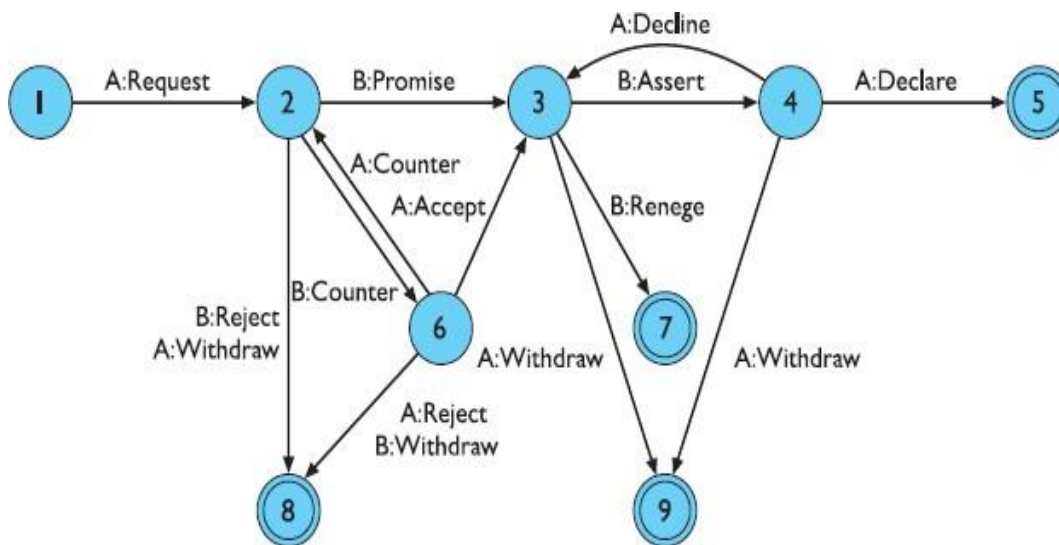 A:Decline
A:Request
B:Promise
B:Assert
A:Declare
1
2
3
4
5
A:Counter
A:Accept
B:Renege
B:Counter
6
7
B:Reject
A:Withdraw
A:Withdraw
A:Withdraw
A:Reject
B:Withdraw
8
9